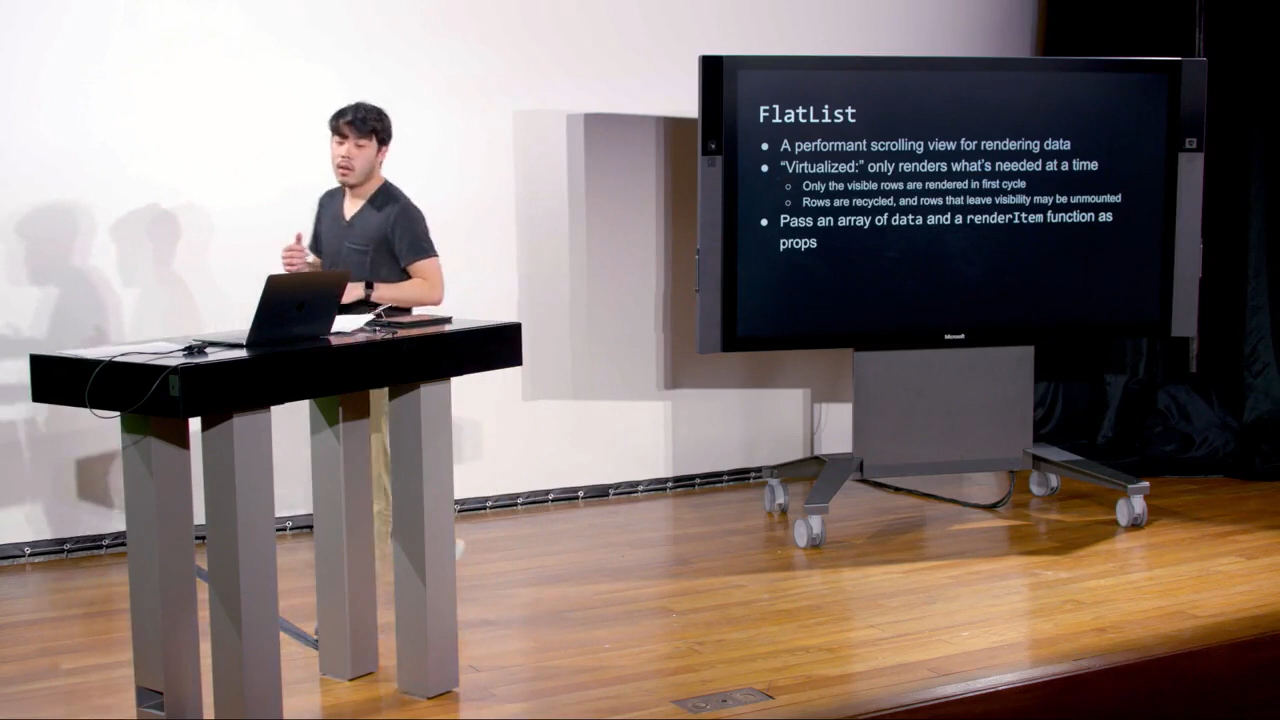 FlatList
● A performant scrolling view for rendering data
● “Virtualized:” only renders what’s needed at a time
○ Only the visible rows are rendered in first cycle
○ Rows are recycled, and rows that leave visibility may be unmounted
● Pass an array of data and a renderItem function as
props
Microsoft